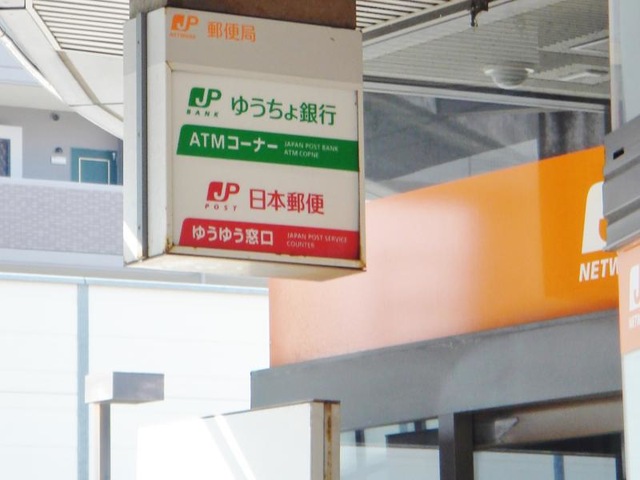 JP 郵便局
NETWORK
JP ゆうちょ銀行
BANK
ATMコーナー JAPAN POST BANK
ATM CORNE
JP 日本郵便
POST
ゆうゆう窓口 JAPAN POST SERVICE
COUNTER
NETW